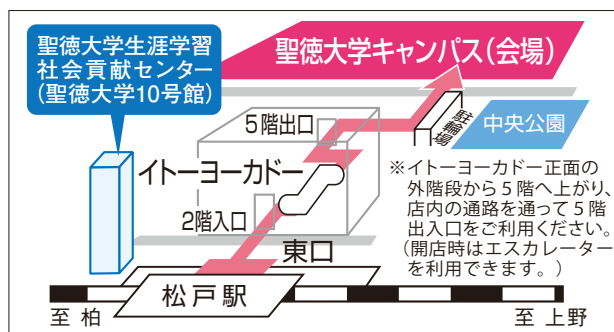 聖徳大学生涯学習
社会貢献センター
(聖徳大学10号館)
聖徳大学キャンパス(会場)
5階出口
駐輪場
中央公園
イトーヨーカドー
2階入口
※イトーヨーカドー正面の
外階段から5階へ上がり、
店内の通路を通って5階
出入口をご利用ください。
(開店時はエスカレーター
を利用できます。)
東口
松戸駅
至 柏
至 上野